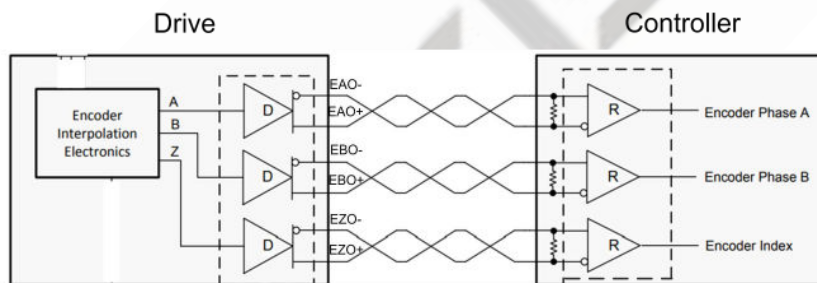 Drive
Controller
Encoder
Interpolation
Electronics
A
B
Z
D
D
D
EAO-
EAO+
EBO-
EBO+
EZO-
EZO+
R
R
R
Encoder Phase A
Encoder Phase B
Encoder Index